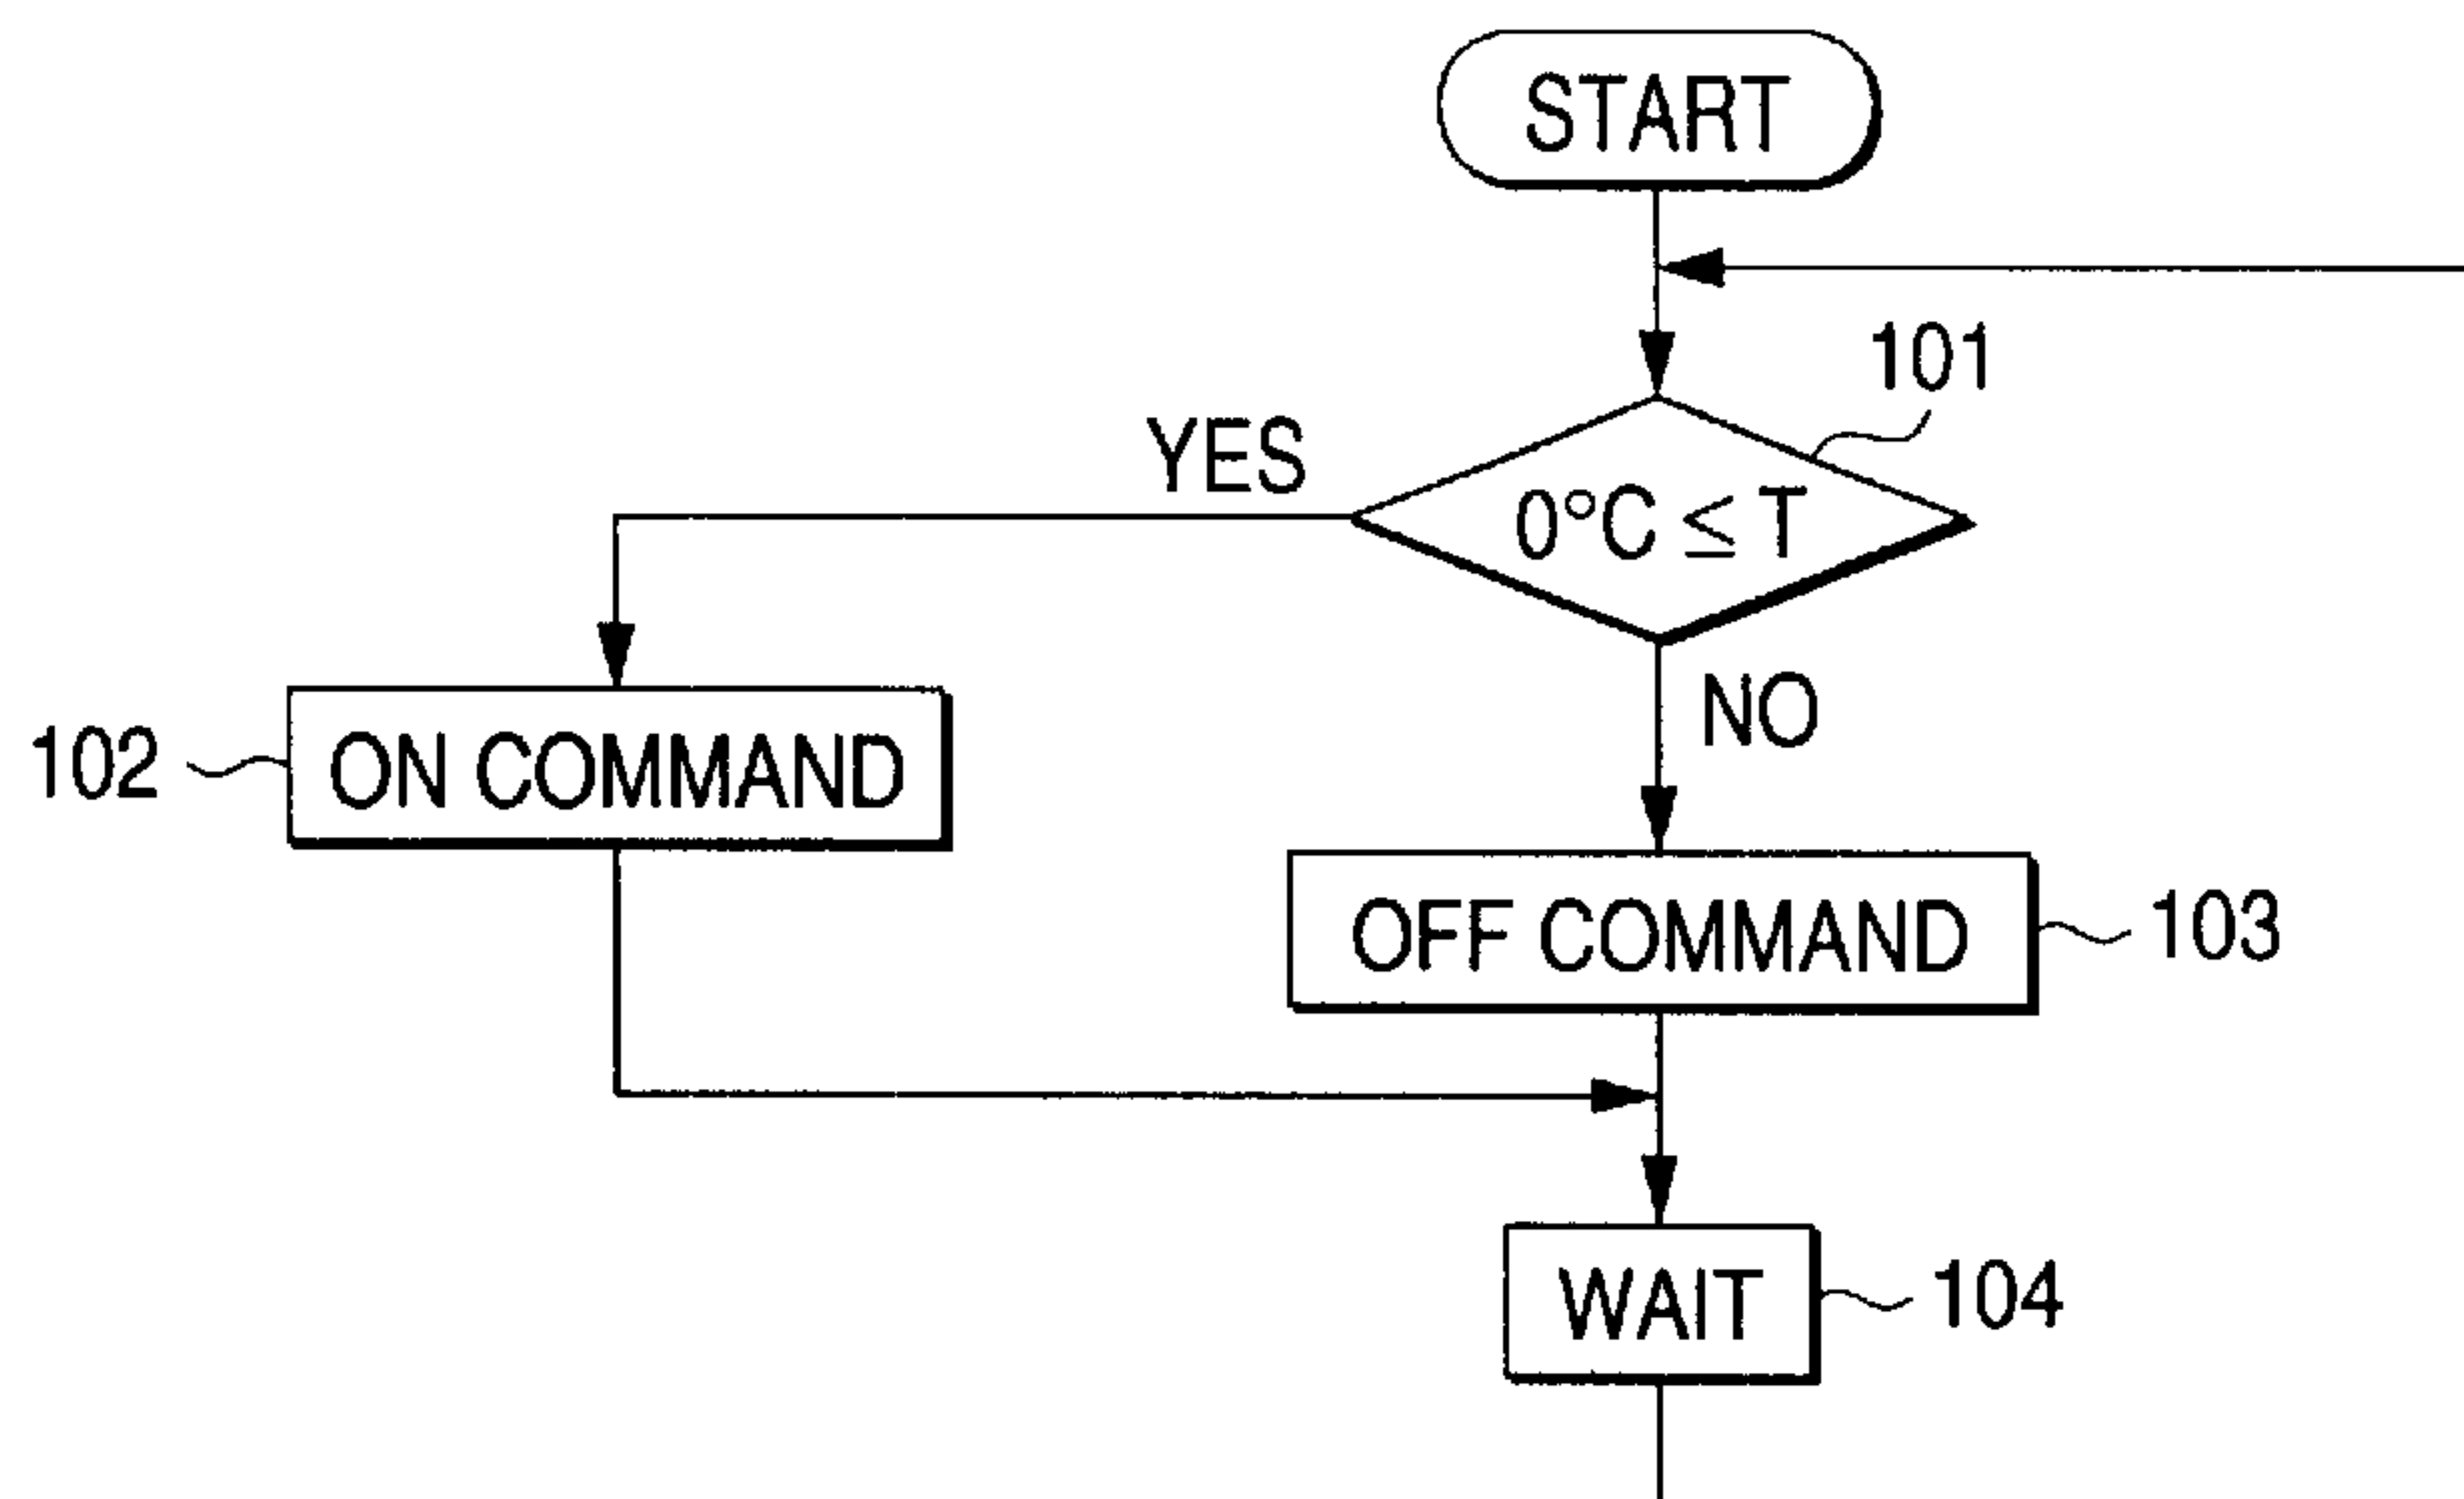 START
101
YES
0°C ≤ T
NO
102
ON COMMAND
OFF COMMAND
103
WAIT
104